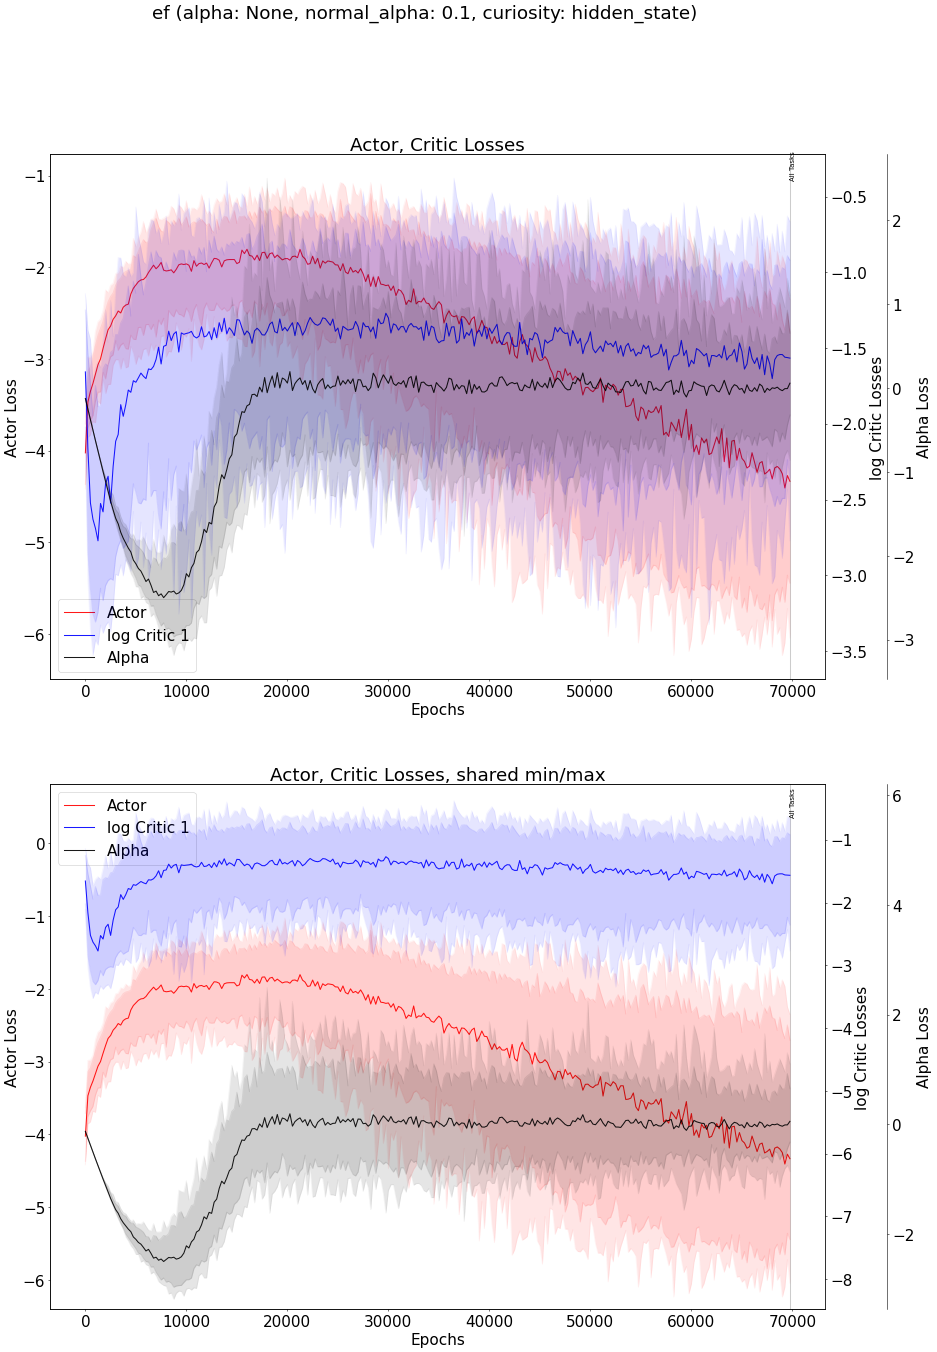 ef (alpha: None, normal_alpha: 0.1, curiosity: hidden_state)
Actor, Critic Losses
All Tasks
−1
−2
−3
−4
−5
−6
Actor Loss
−0.5
−1.0
−1.5
−2.0
−2.5
−3.0
−3.5
log Critic Losses
2
1
0
−1
−2
−3
Alpha Loss
Actor
log Critic 1
Alpha
0
10000
20000
30000
40000
50000
60000
70000
Epochs
Actor, Critic Losses, shared min/max
All Tasks
Actor
log Critic 1
Alpha
0
−1
−2
−3
−4
−5
−6
Actor Loss
−1
−2
−3
−4
−5
−6
−7
−8
log Critic Losses
6
4
2
0
−2
Alpha Loss
0
10000
20000
30000
40000
50000
60000
70000
Epochs